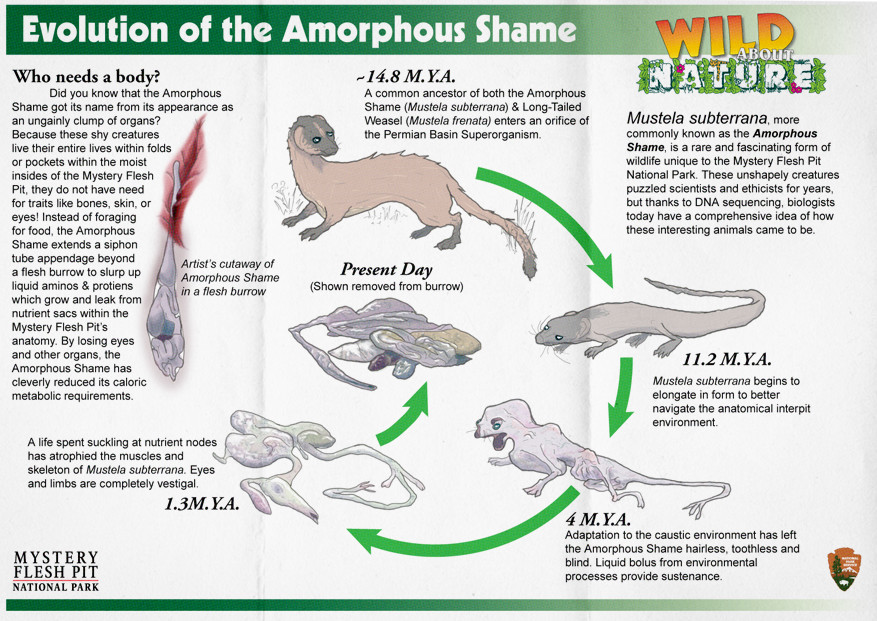 Evolution of the Amorphous Shame
WILD
ABOUT
NATURE
Who needs a body?
Did you know that the Amorphous
Shame got its name from its appearance as
an ungainly clump of organs?
Because these shy creatures
live their entire lives within folds
or pockets within the moist
insides of the Mystery Flesh
Pit, they do not have need
for traits like bones, skin, or
eyes! Instead of foraging
for food, the Amorphous
Shame extends a siphon
tube appendage beyond
a flesh burrow to slurp up
liquid aminos & protiens
which grow and leak from
nutrient sacs within the
Mystery Flesh Pit's
anatomy. By losing eyes
and other organs, the
Amorphous Shame has
cleverly reduced its caloric
metabolic requirements.
Artist's cutaway of
Amorphous Shame
in a flesh burrow
~14.8 M.Y.A.
A common ancestor of both the Amorphous
Shame (Mustela subterrana) & Long-Tailed
Weasel (Mustela frenata) enters an orifice of
the Permian Basin Superorganism.
Mustela subterrana, more
commonly known as the Amorphous
Shame, is a rare and fascinating form of
wildlife unique to the Mystery Flesh Pit
National Park. These unshapely creatures
puzzled scientists and ethicists for years,
but thanks to DNA sequencing, biologists
today have a comprehensive idea of how
these interesting animals came to be.
Present Day
(Shown removed from burrow)
11.2 M.Y.A.
Mustela subterrana begins to
elongate in form to better
navigate the anatomical interpit
environment.
4 M.Y.A.
Adaptation to the caustic environment has left
the Amorphous Shame hairless, toothless and
blind. Liquid bolus from environmental
processes provide sustenance.
A life spent suckling at nutrient nodes
has atrophied the muscles and
skeleton of Mustela subterrana. Eyes
and limbs are completely vestigal.
1.3M.Y.A.
MYSTERY
FLESH PIT
NATIONAL PARK